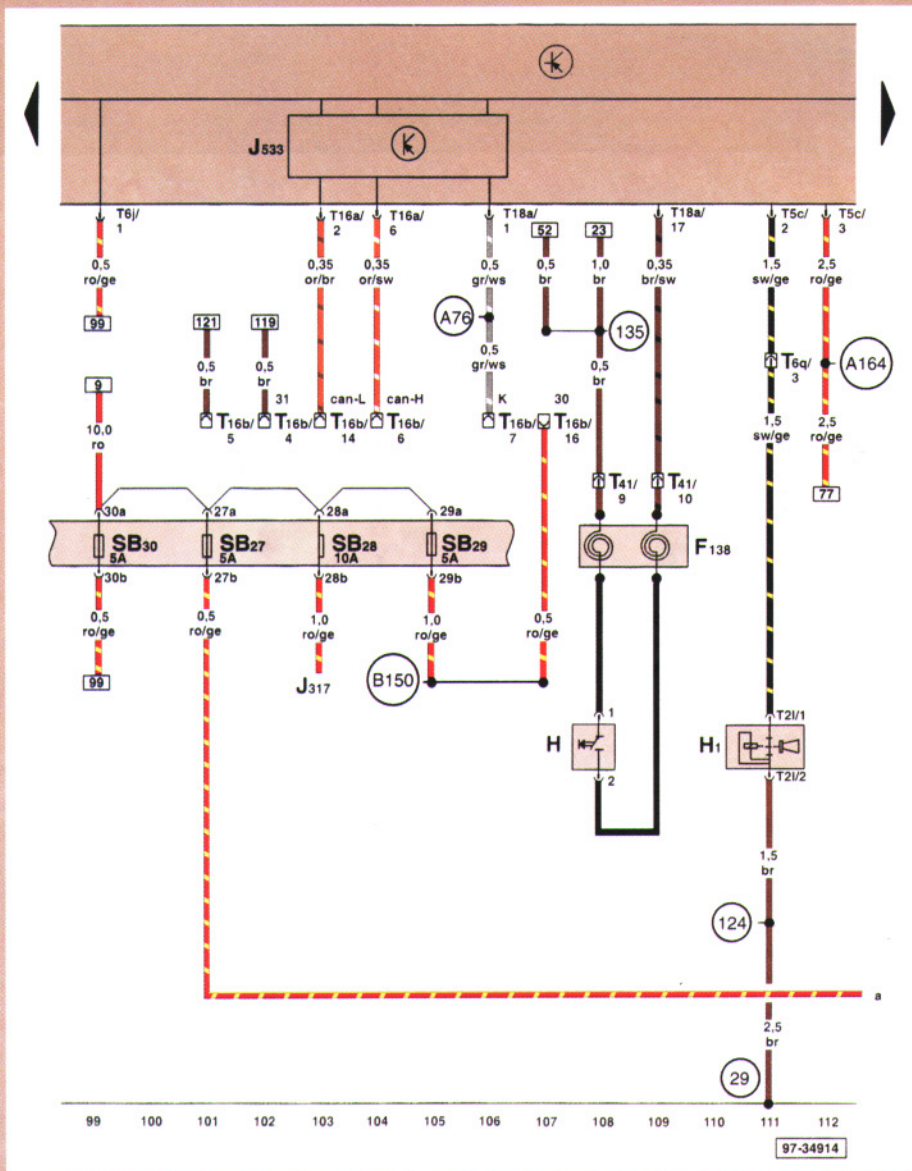 J533
T6j/
1
T16a/
2
T16a/
6
T18a/
1
52
23
T18a/
17
T5c/
2
T5c/
3
0,5
ro/ge
0,35
or/br
0,35
or/sw
0,5
gr/ws
0,5
br
1,0
br
0,35
br/sw
1,5
sw/ge
2,5
ro/ge
99
121
119
A76
135
T6q/
3
A164
9
0,5
br
0,5
br
0,5
gr/ws
0,5
br
31
can-L
can-H
K
30
10,0
ro
T16b/
5
T16b/
4
T16b/
14
T16b/
6
T16b/
7
T16b/
16
1,5
sw/ge
2,5
ro/ge
T41/
9
T41/
10
77
30a
27a
28a
29a
SB30
5A
SB27
5A
SB28
10A
SB29
5A
F138
30b
27b
28b
29b
0,5
ro/ge
0,5
ro/ge
1,0
ro/ge
1,0
ro/ge
0,5
ro/ge
99
J317
B150
1
T2l/1
H
H1
2
T2l/2
1,5
br
124
a
2,5
br
29
99 100 101 102 103 104 105 106 107 108 109 110 111 112
97-34914